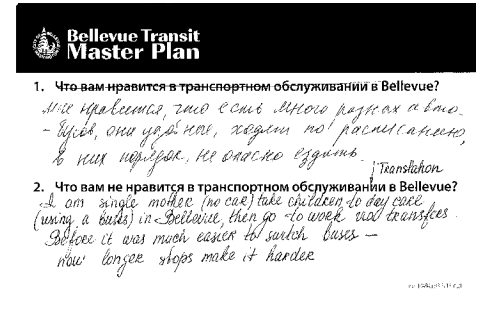 Bellevue Transit
Master Plan
1. Что вам нравится в транспортном обслуживании в Bellevue?
Мне нравится, что есть много разных авто-
- бусов, они удобные, ходят по расписанию,
в них порядок, не опасно ездить.
Translation
2. Что вам не нравится в транспортном обслуживании в Bellevue?
I am single mother (no car) take children to day care
(using a buses) in Bellevue, then go to work via transfers.
Before it was much easier to switch buses –
now longer stops make it harder